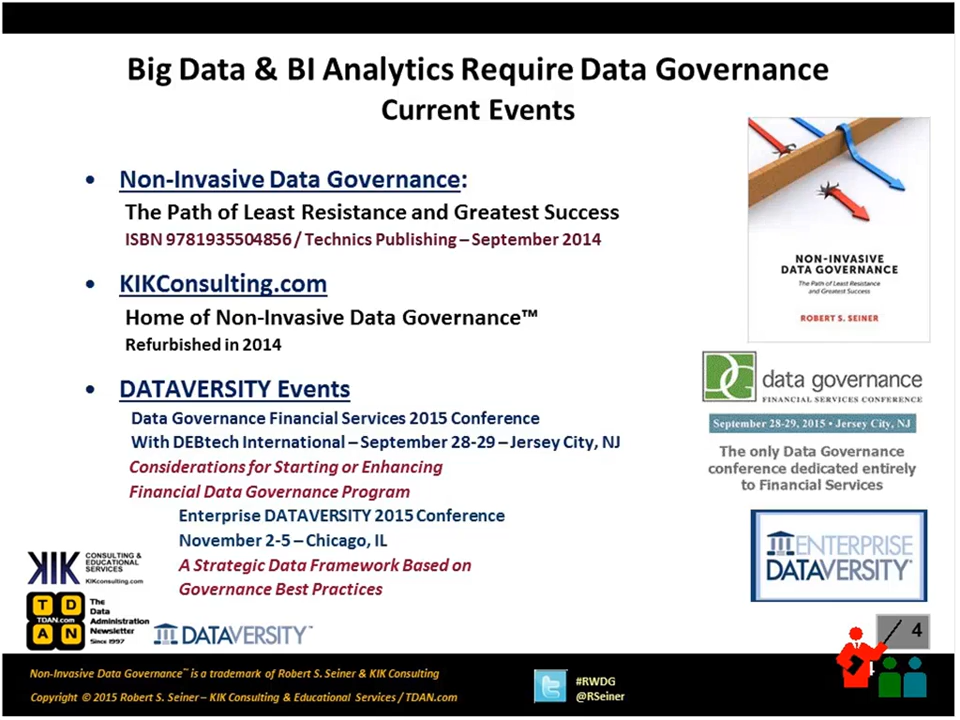 Big Data & BI Analytics Require Data Governance
Current Events
• Non-Invasive Data Governance:
The Path of Least Resistance and Greatest Success
ISBN 9781935504856 / Technics Publishing – September 2014
• KIKConsulting.com
Home of Non-Invasive Data Governance™
Refurbished in 2014
• DATAVERSITY Events
Data Governance Financial Services 2015 Conference
With DEBtech International – September 28-29 – Jersey City, NJ
Considerations for Starting or Enhancing
Financial Data Governance Program
Enterprise DATAVERSITY 2015 Conference
November 2-5 – Chicago, IL
A Strategic Data Framework Based on
Governance Best Practices
NON-INVASIVE
DATA GOVERNANCE
The Path of Least Resistance
and Greatest Success
ROBERT S. SEINER
DG data governance
FINANCIAL SERVICES CONFERENCE
September 28-29, 2015 • Jersey City, NJ
The only Data Governance
conference dedicated entirely
to Financial Services
ENTERPRISE
DATAVERSITY™
KIK CONSULTING &
EDUCATIONAL
SERVICES
KIKconsulting.com
T D
TDAN.com
A N
The
Data
Administration
Newsletter
Since 1997
DATAVERSITY™
4
4
Non-Invasive Data Governance™ is a trademark of Robert S. Seiner & KIK Consulting
Copyright © 2015 Robert S. Seiner – KIK Consulting & Educational Services / TDAN.com
#RWDG
@RSeiner